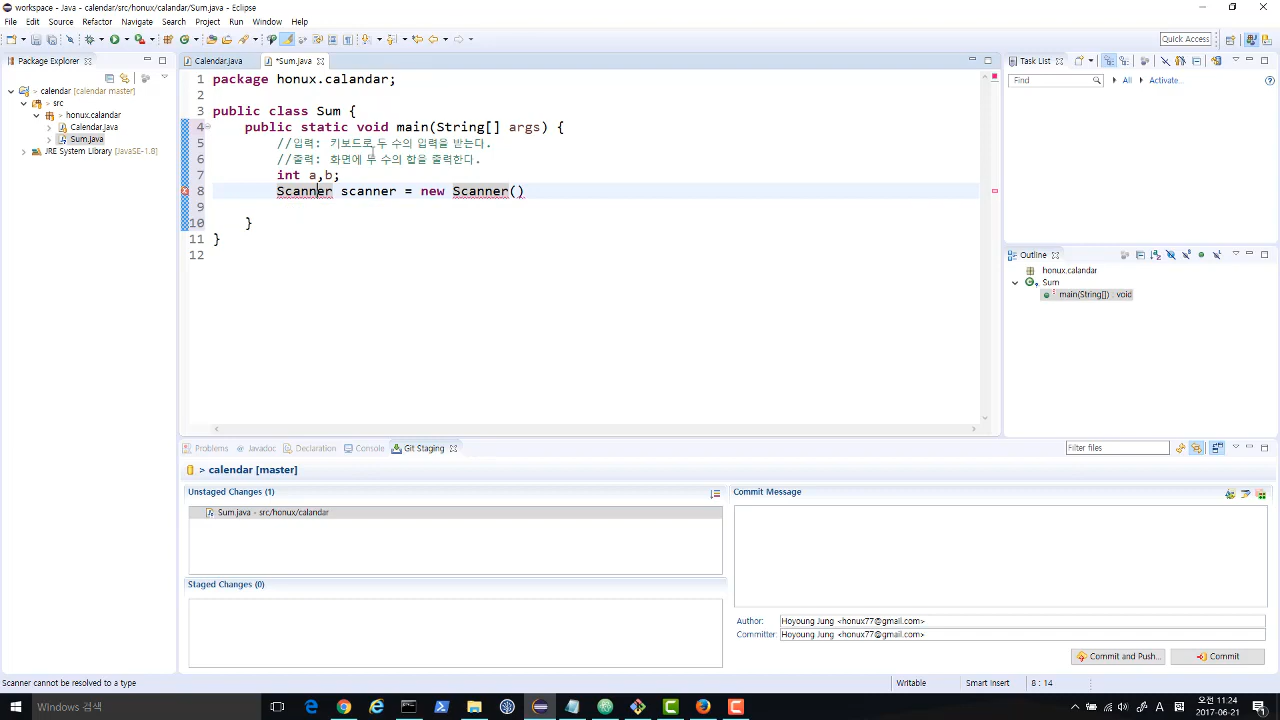 workspace - Java - calendar/src/honux/calandar/Sum.java - Eclipse
File Edit Source Refactor Navigate Search Project Run Window Help
Quick Access
Package Explorer
calendar [calendar master]
src
honux.calandar
Calendar.java
Sum.java
JRE System Library [JavaSE-1.8]
Calendar.java *Sum.java
1 package honux.calandar;
2
3 public class Sum {
4 public static void main(String[] args) {
5 //입력: 키보드로 두 수의 입력을 받는다.
6 //출력: 화면에 두 수의 합을 출력한다.
7 int a,b;
8 Scanner scanner = new Scanner()
9
10 }
11 }
12
Task List
Find All Activate...
Outline
honux.calandar
Sum
main(String[]) : void
Problems Javadoc Declaration Console Git Staging
Filter files
> calendar [master]
Unstaged Changes (1)
Sum.java - src/honux/calandar
Staged Changes (0)
Commit Message
Author: Hoyoung Jung <honux77@gmail.com>
Committer: Hoyoung Jung <honux77@gmail.com>
Commit and Push... Commit
Scanner cannot be resolved to a type
Writable Smart Insert 8 : 14
Windows 검색
A 한
오전 11:24
2017-06-21